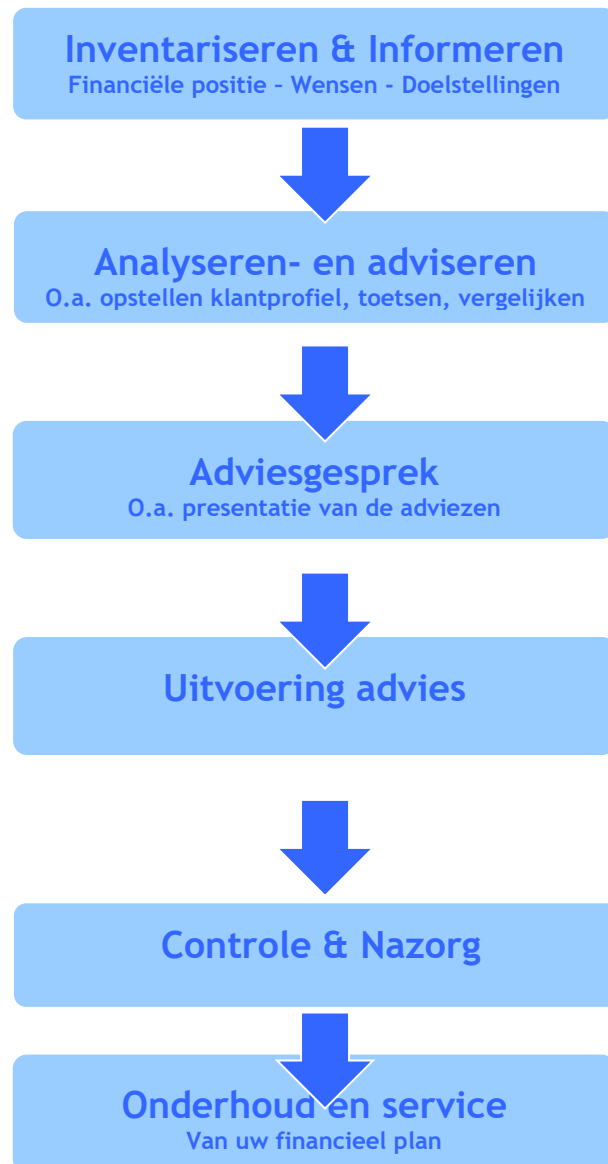 Inventariseren & Informeren
Financiële positie – Wensen - Doelstellingen
Analyseren- en adviseren
O.a. opstellen klantprofiel, toetsen, vergelijken
Adviesgesprek
O.a. presentatie van de adviezen
Uitvoering advies
Controle & Nazorg
Onderhoud en service
Van uw financieel plan